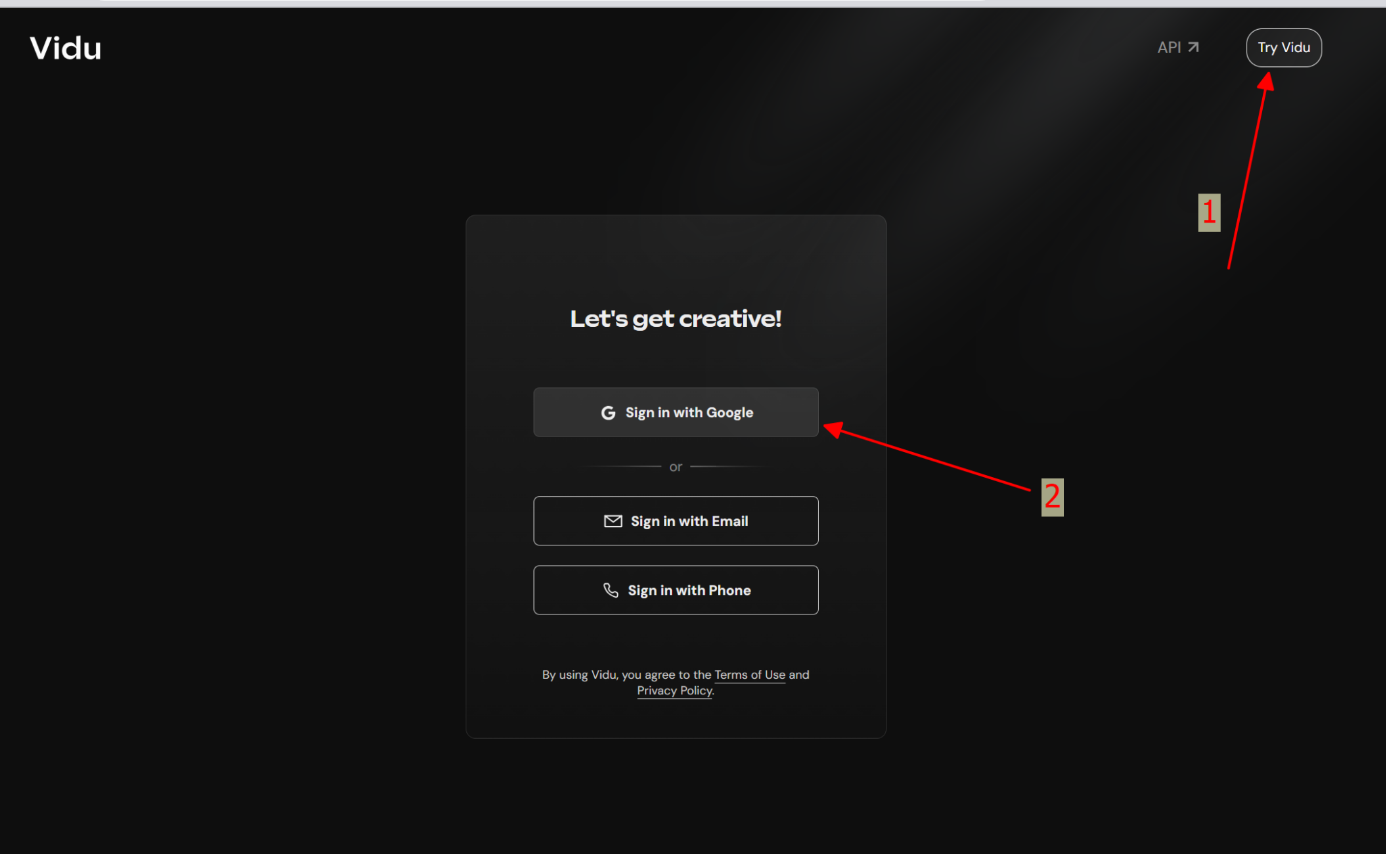 Vidu
API
Try Vidu
1
Let's get creative!
Sign in with Google
or
2
Sign in with Email
Sign in with Phone
By using Vidu, you agree to the Terms of Use and
Privacy Policy.